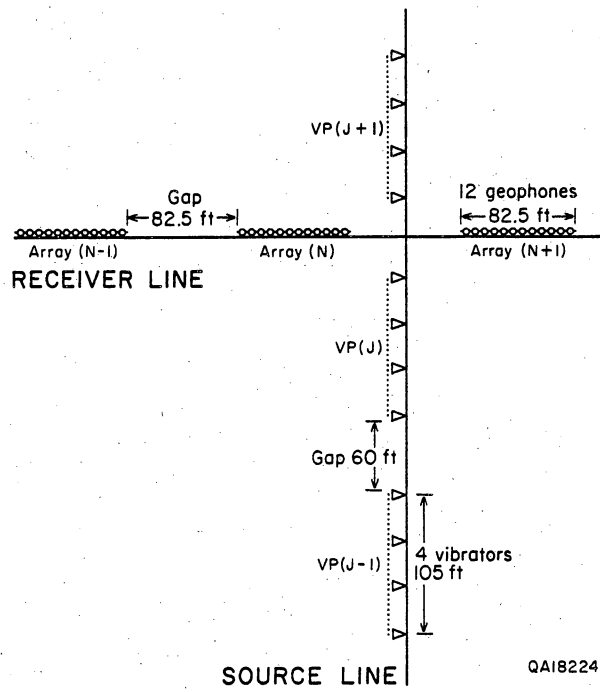 VP(J+1)
Gap
82.5 ft
12 geophones
82.5 ft
Array (N-1)
Array (N)
Array (N+1)
RECEIVER LINE
VP(J)
Gap 60 ft
VP(J-1)
4 vibrators
105 ft
SOURCE LINE
QA18224